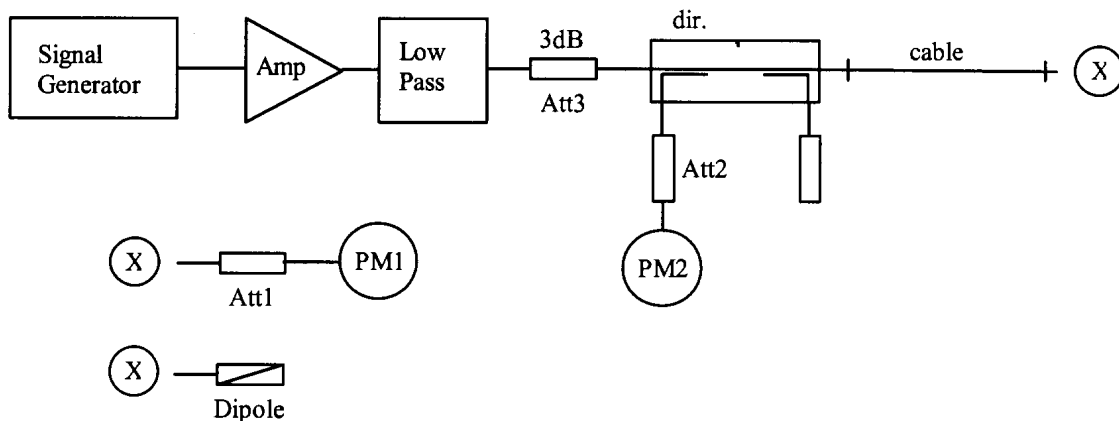 Signal
Generator
Amp
Low
Pass
3dB
Att3
dir.
cable
X
Att2
PM2
X
Att1
PM1
X
Dipole